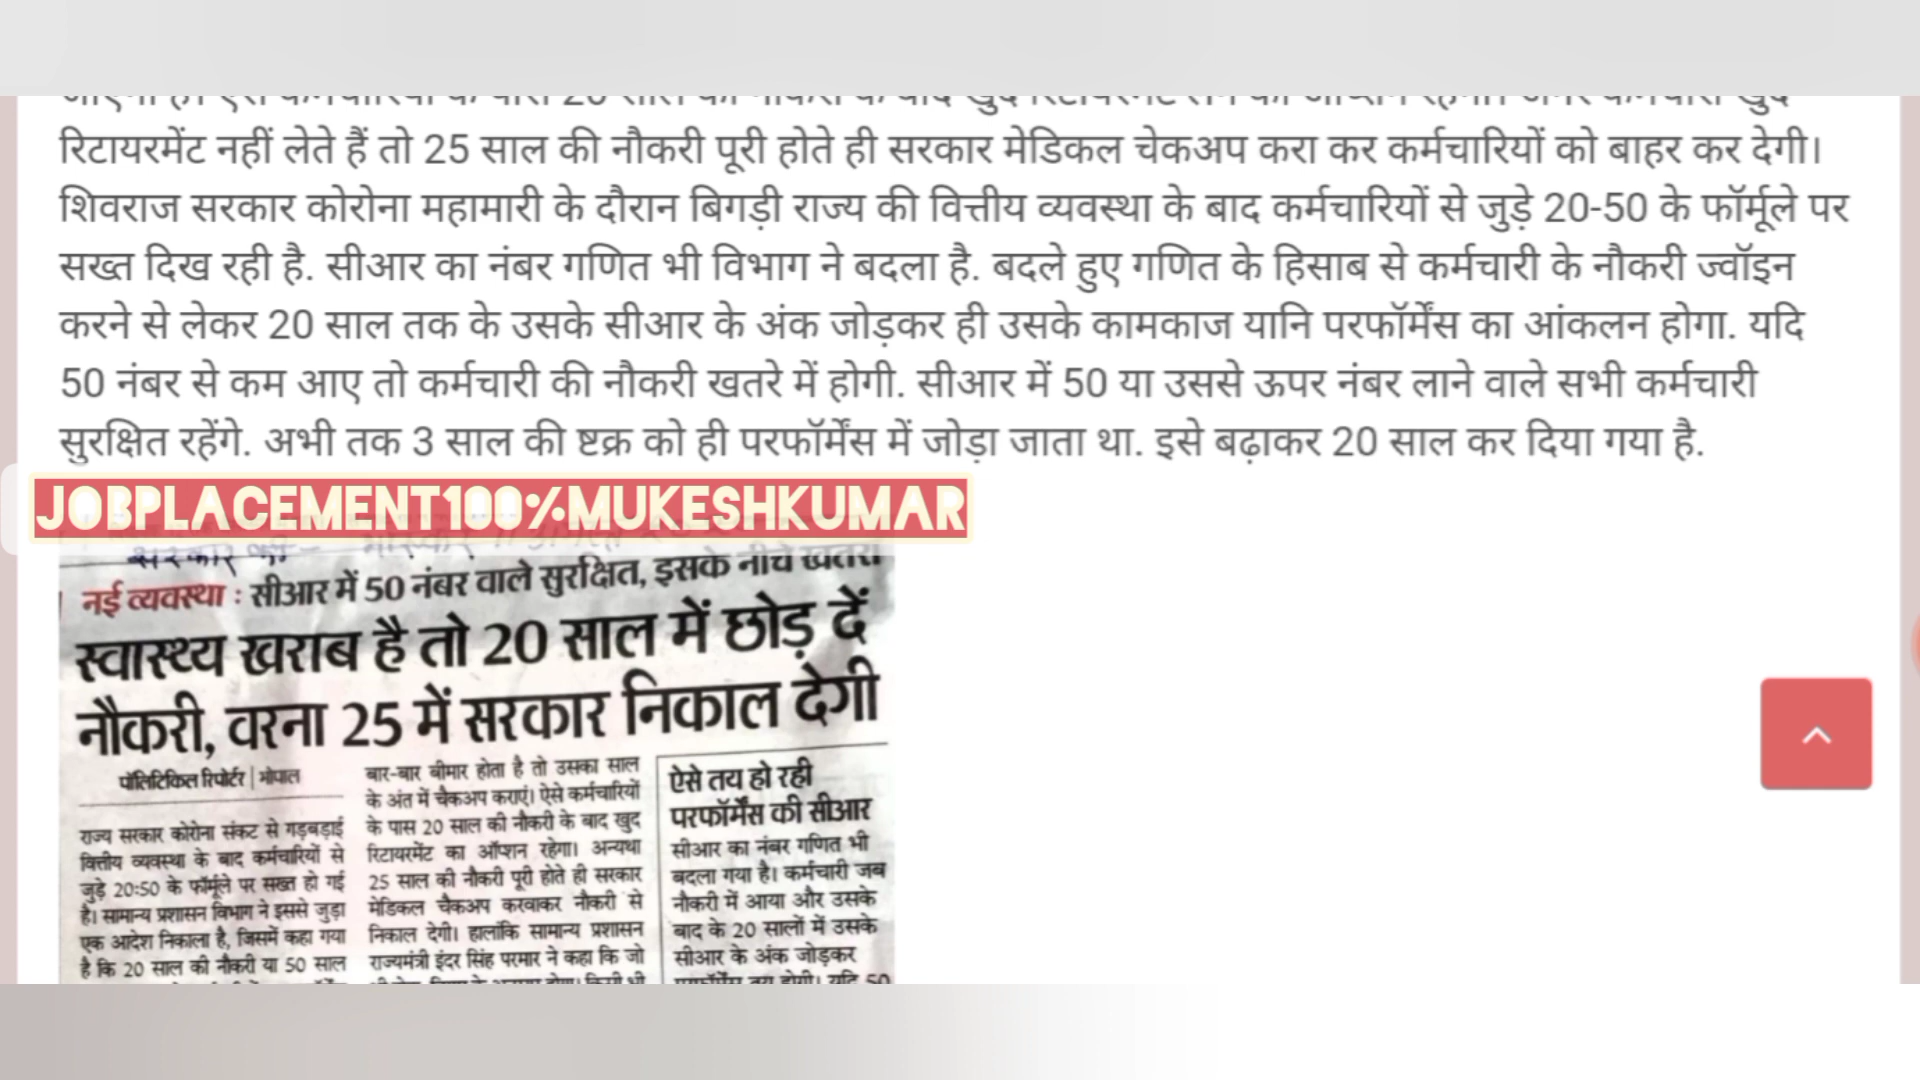 रिटायरमेंट नहीं लेते हैं तो 25 साल की नौकरी पूरी होते ही सरकार मेडिकल चेकअप करा कर कर्मचारियों को बाहर कर देगी।
शिवराज सरकार कोरोना महामारी के दौरान बिगड़ी राज्य की वित्तीय व्यवस्था के बाद कर्मचारियों से जुड़े 20-50 के फॉर्मूले पर
सख्त दिख रही है. सीआर का नंबर गणित भी विभाग ने बदला है. बदले हुए गणित के हिसाब से कर्मचारी के नौकरी ज्वॉइन
करने से लेकर 20 साल तक के उसके सीआर के अंक जोड़कर ही उसके कामकाज यानि परफॉर्मेंस का आंकलन होगा. यदि
50 नंबर से कम आए तो कर्मचारी की नौकरी खतरे में होगी. सीआर में 50 या उससे ऊपर नंबर लाने वाले सभी कर्मचारी
सुरक्षित रहेंगे. अभी तक 3 साल की ष्टक्र को ही परफॉर्मेंस में जोड़ा जाता था. इसे बढ़ाकर 20 साल कर दिया गया है.
JOBPLACEMENT100%MUKESHKUMAR
सरकार की
नई व्यवस्था : सीआर में 50 नंबर वाले सुरक्षित, इसके नीचे खतरा
स्वास्थ्य खराब है तो 20 साल में छोड़ दें
नौकरी, वरना 25 में सरकार निकाल देगी
पॉलिटिकिल रिपोर्टर | भोपाल
राज्य सरकार कोरोना संकट से गड़बड़ाई
वित्तीय व्यवस्था के बाद कर्मचारियों से
जुड़े 20:50 के फॉर्मूले पर सख्त हो गई
है। सामान्य प्रशासन विभाग ने इससे जुड़ा
एक आदेश निकाला है, जिसमें कहा गया
है कि 20 साल की नौकरी या 50 साल
बार-बार बीमार होता है तो उसका साल
के अंत में चैकअप कराएं। ऐसे कर्मचारियों
के पास 20 साल की नौकरी के बाद खुद
रिटायरमेंट का ऑप्शन रहेगा। अन्यथा
25 साल की नौकरी पूरी होते ही सरकार
मेडिकल चैकअप करवाकर नौकरी से
निकाल देगी। हालांकि सामान्य प्रशासन
राज्यमंत्री इंदर सिंह परमार ने कहा कि जो
ऐसे तय हो रही
परफॉर्मेंस की सीआर
सीआर का नंबर गणित भी
बदला गया है। कर्मचारी जब
नौकरी में आया और उसके
बाद के 20 सालों में उसके
सीआर के अंक जोड़कर